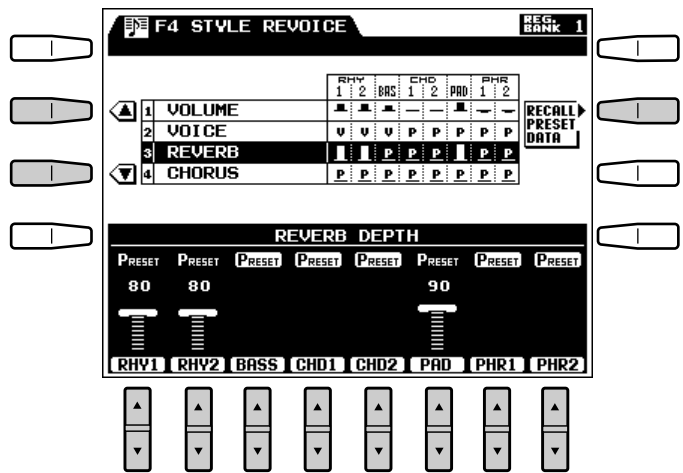 F4 STYLE REVOICE
REG. BANK 1
RHY CHD PHR
1 2 BAS 1 2 PAD 1 2
1 VOLUME
2 VOICE V V V P P P P P
3 REVERB P P P P P
4 CHORUS P P P P P P P P
RECALL
PRESET
DATA
REVERB DEPTH
PRESET PRESET PRESET PRESET PRESET PRESET PRESET PRESET
80 80 90
RHY1 RHY2 BASS CHD1 CHD2 PAD PHR1 PHR2